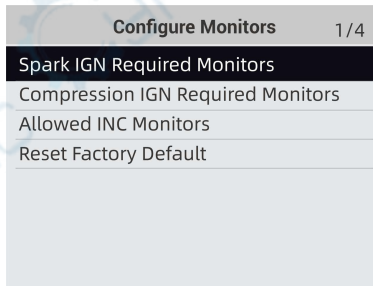 Configure Monitors 1/4
Spark IGN Required Monitors
Compression IGN Required Monitors
Allowed INC Monitors
Reset Factory Default